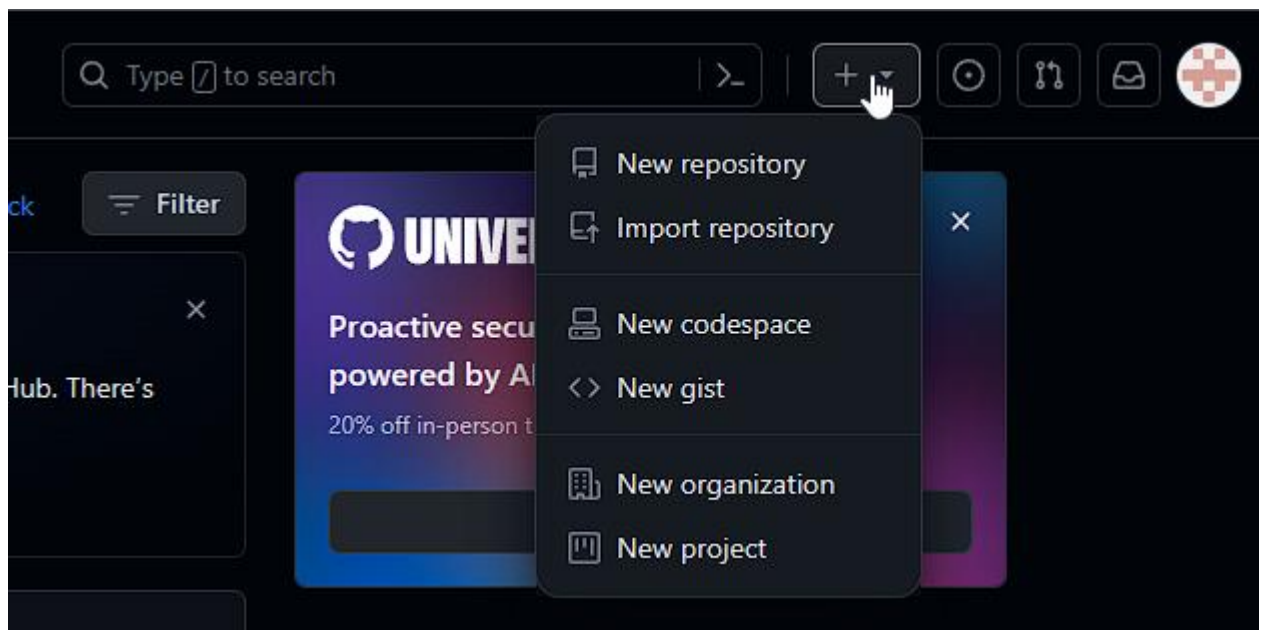 Type / to search
New repository
Import repository
ck
Filter
UNIVE
Proactive secu
New codespace
powered by A
Hub. There's
New gist
20% off in-person t
New organization
New project